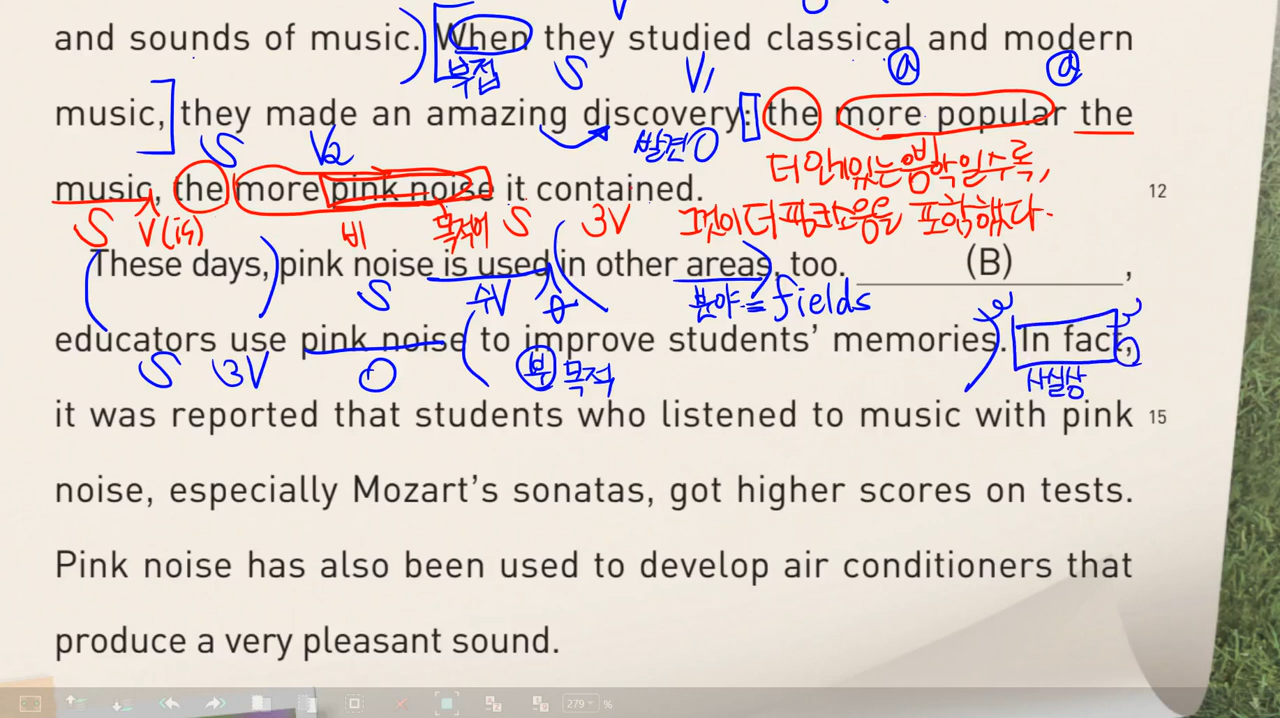 and sounds of music. When they studied classical and modern
부접 S V₁ ⓐ ⓐ
music, they made an amazing discovery: the more popular the
S V₂ 발견 O 더 인기있는 음악일수록,
music, the more pink noise it contained. 12
S V(is) 비 목적어 S 3V 그것이 더 핑크소음을 포함했다.
These days, pink noise is used in other areas, too. (B) ,
S 수V 분야 = fields
educators use pink noise to improve students' memories. In fact,
S 3V O 부 목적 사실상
it was reported that students who listened to music with pink 15
noise, especially Mozart's sonatas, got higher scores on tests.
Pink noise has also been used to develop air conditioners that
produce a very pleasant sound.
279 %